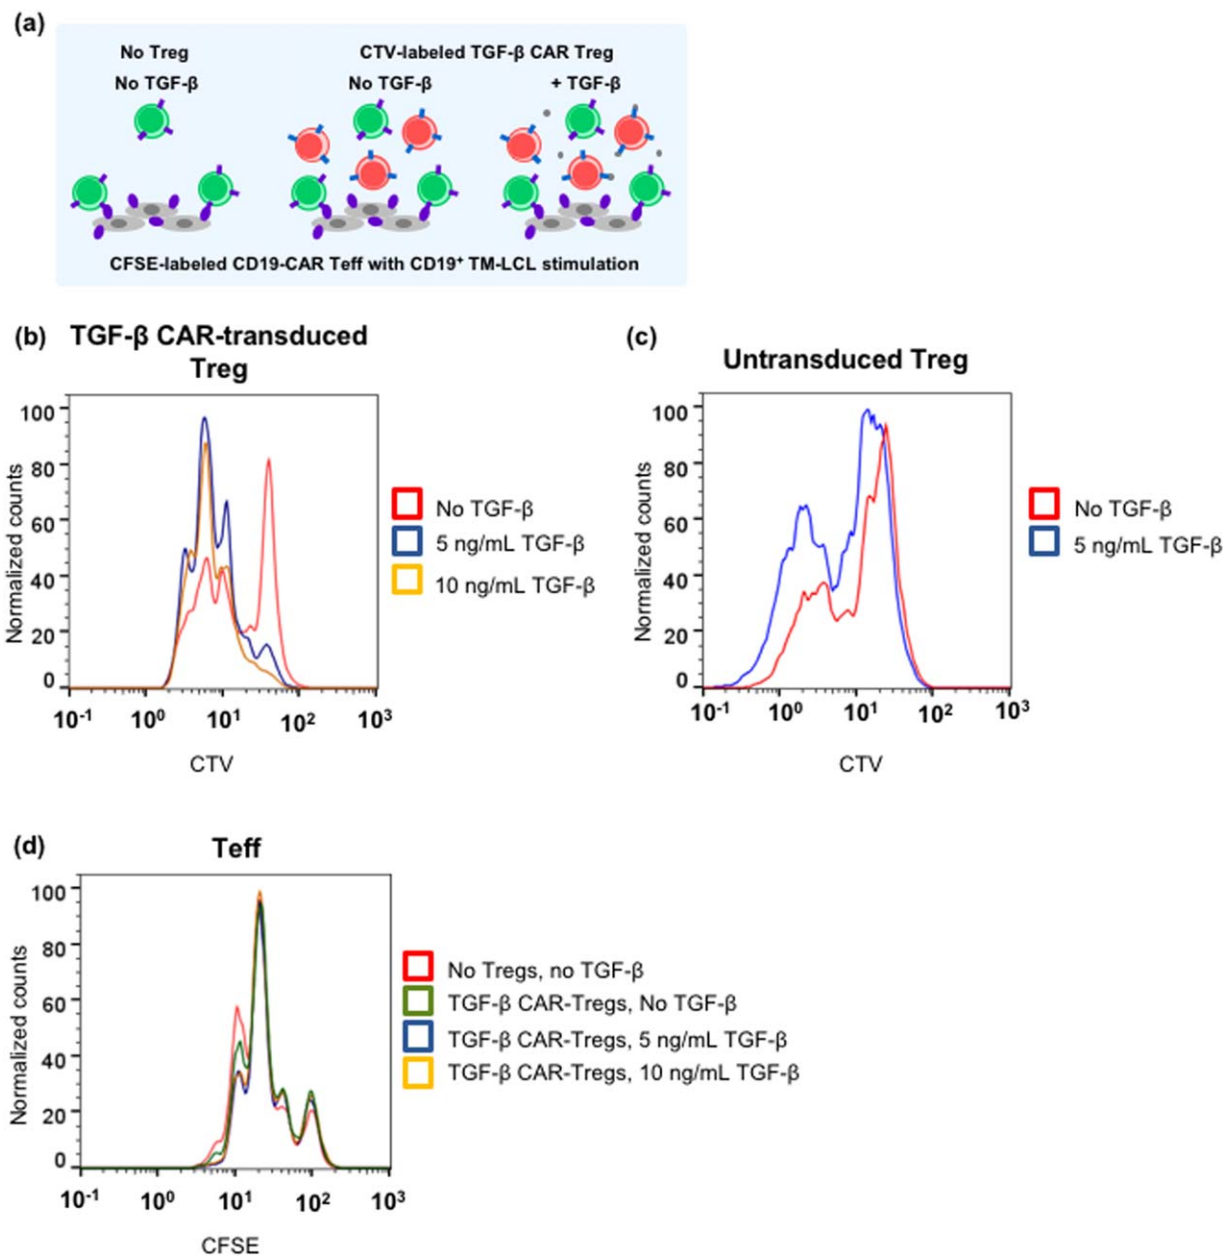 (a)
No Treg
CTV-labeled TGF-β CAR Treg
No TGF-β
No TGF-β
+ TGF-β
CFSE-labeled CD19-CAR Teff with CD19⁺ TM-LCL stimulation
(b)
TGF-β CAR-transduced
Treg
Normalized counts
100
80
60
40
20
0
10⁻¹ 10⁰ 10¹ 10² 10³
CTV
No TGF-β
5 ng/mL TGF-β
10 ng/mL TGF-β
(c)
Untransduced Treg
Normalized counts
100
80
60
40
20
0
10⁻¹ 10⁰ 10¹ 10² 10³
CTV
No TGF-β
5 ng/mL TGF-β
(d)
Teff
Normalized counts
100
80
60
40
20
0
10⁻¹ 10⁰ 10¹ 10² 10³
CFSE
No Tregs, no TGF-β
TGF-β CAR-Tregs, No TGF-β
TGF-β CAR-Tregs, 5 ng/mL TGF-β
TGF-β CAR-Tregs, 10 ng/mL TGF-β